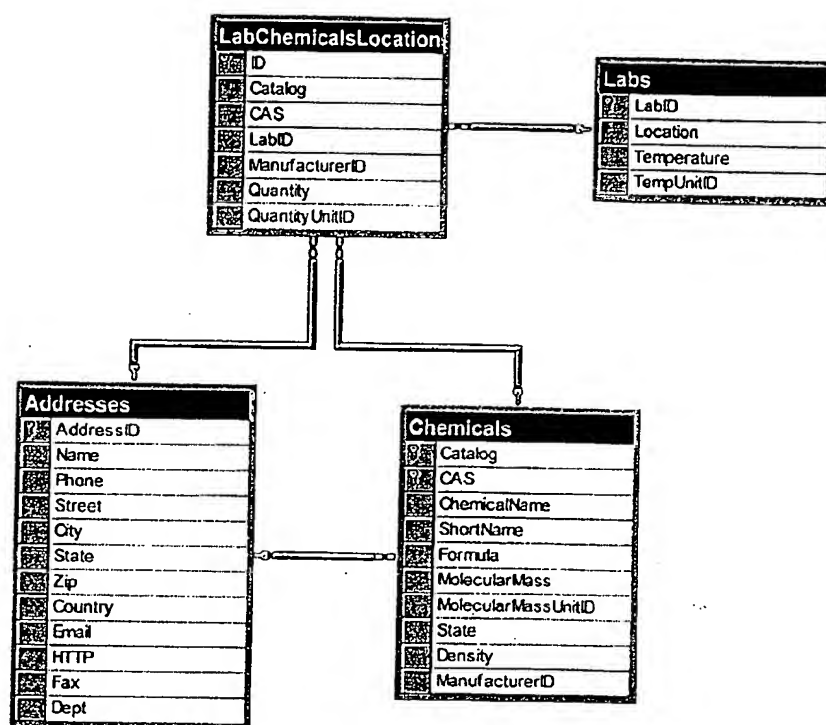 LabChemicalsLocation
ID
Catalog
CAS
LabID
ManufacturerID
Quantity
QuantityUnitID
Labs
LabID
Location
Temperature
TempUnitID
Addresses
AddressID
Name
Phone
Street
City
State
Zip
Country
Email
HTTP
Fax
Dept
Chemicals
Catalog
CAS
ChemicalName
ShortName
Formula
MolecularMass
MolecularMassUnitID
State
Density
ManufacturerID